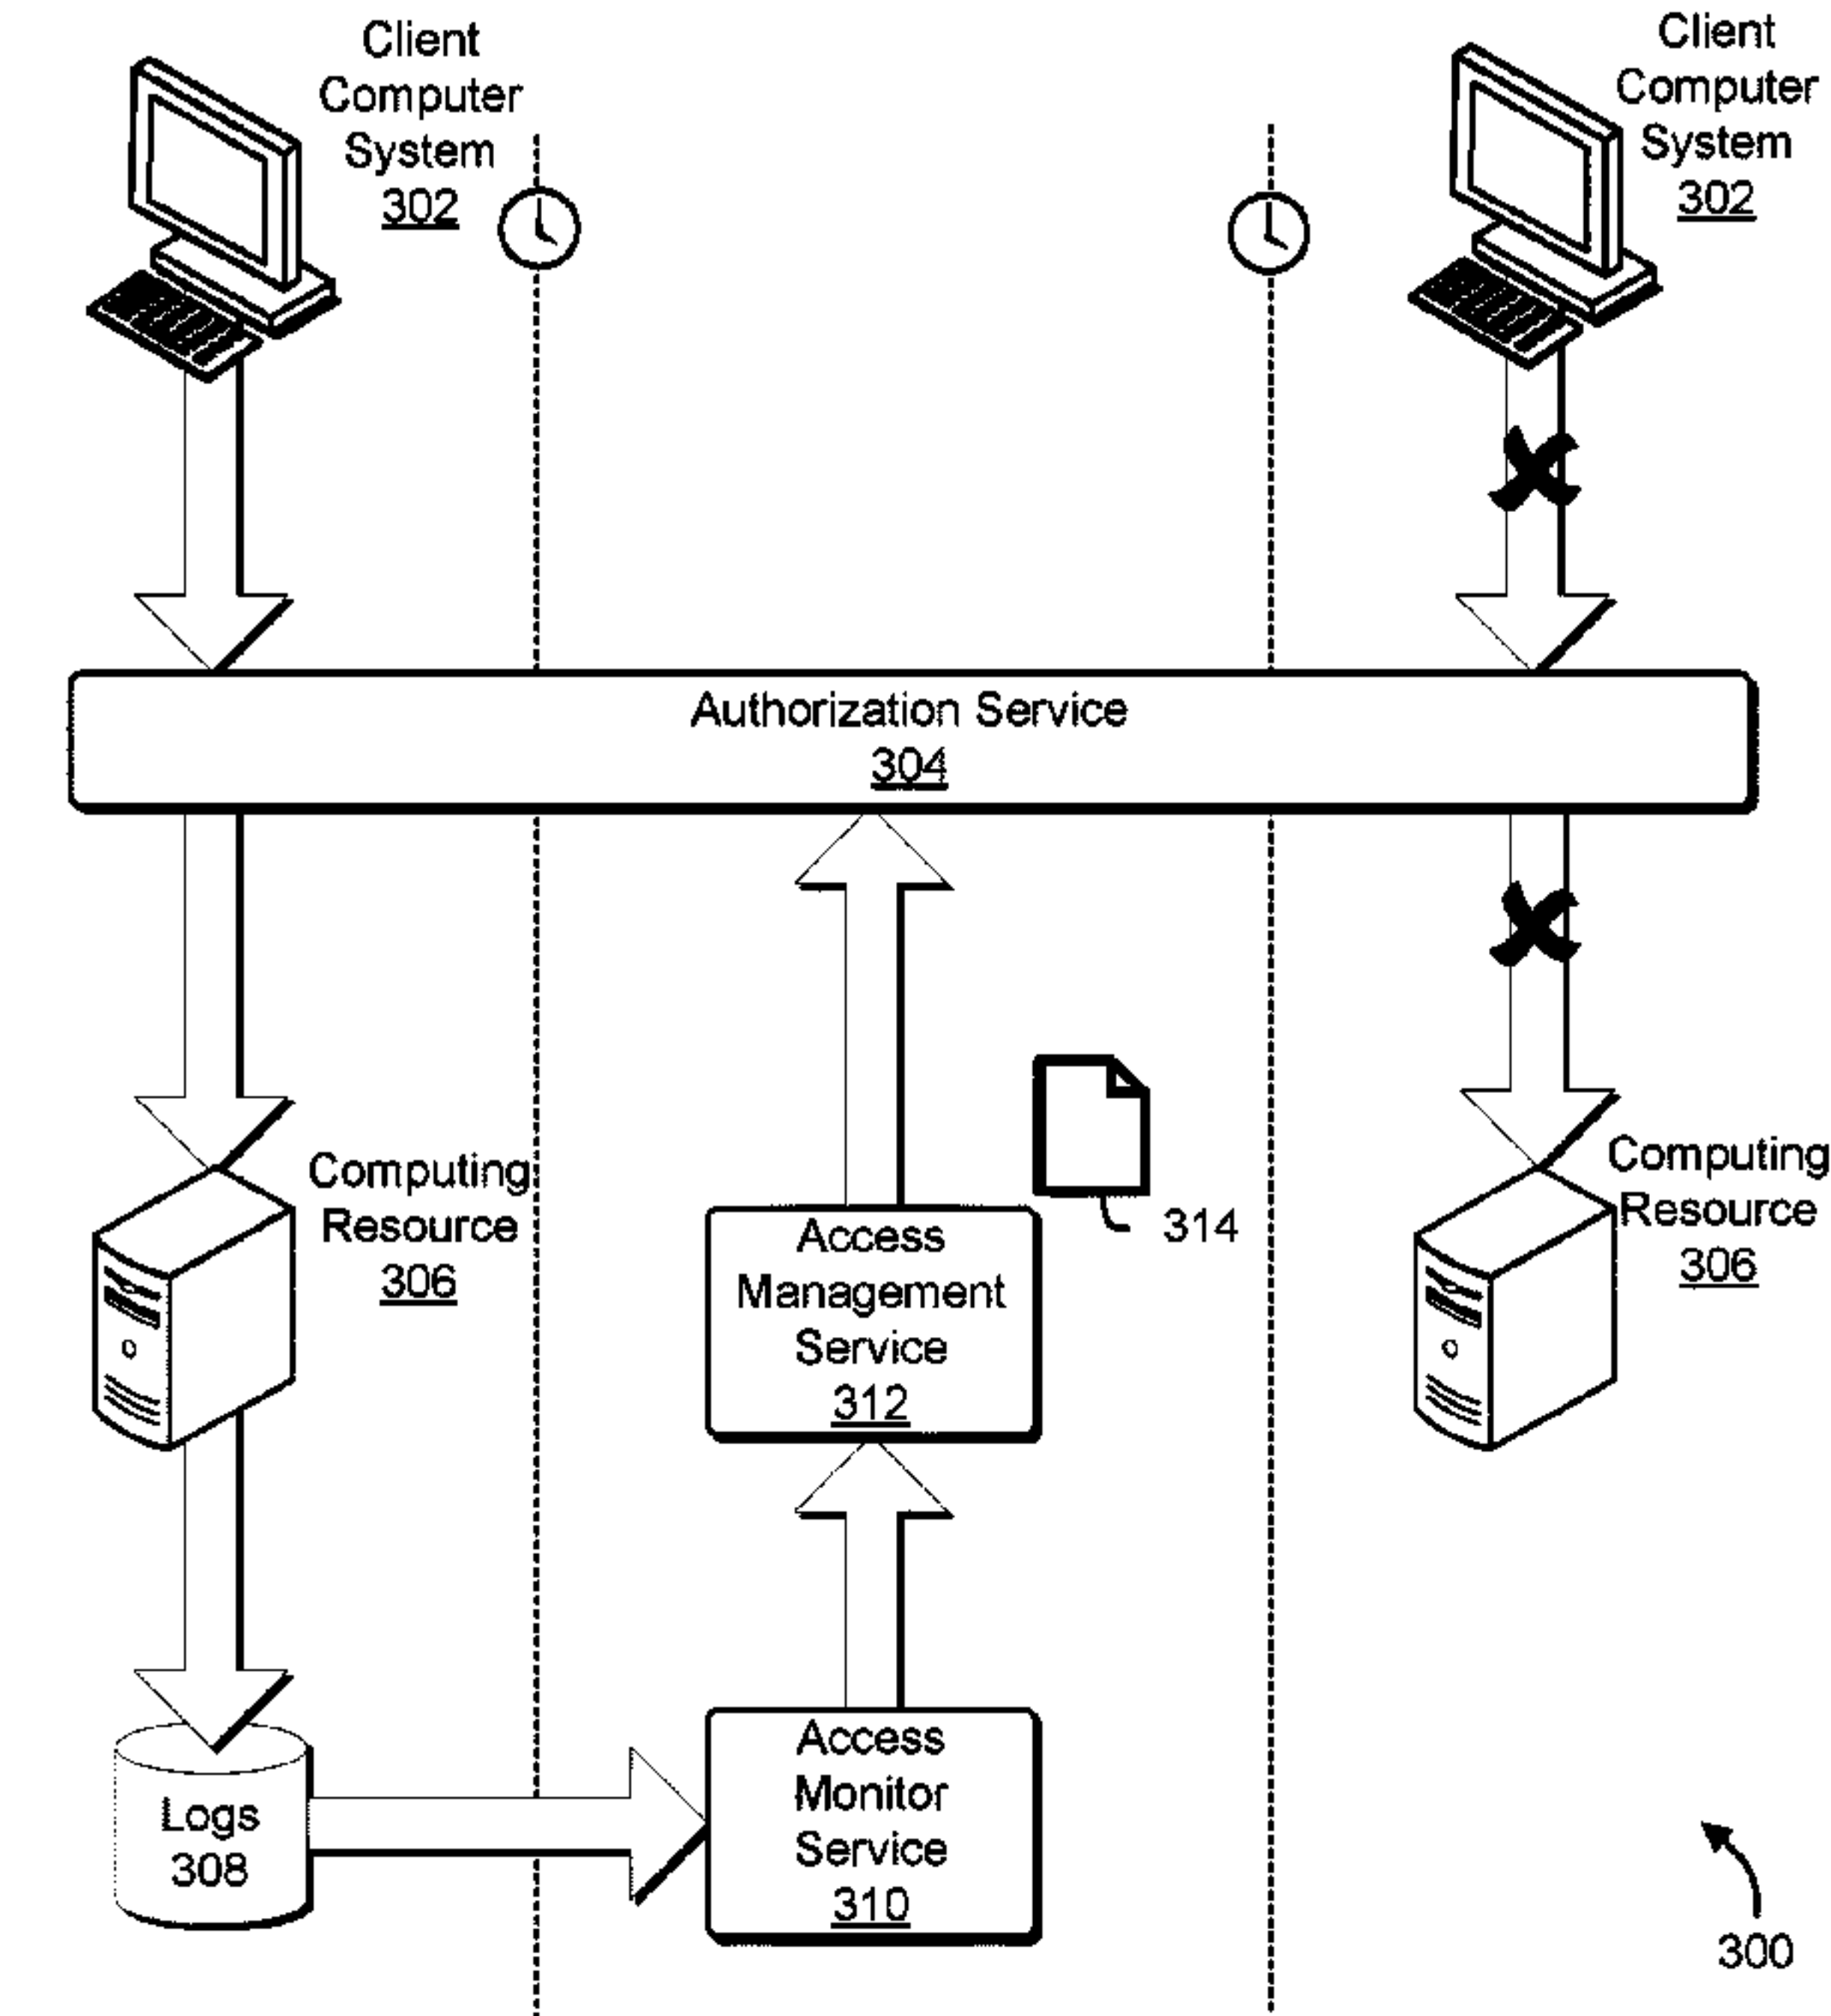 Client
Computer
System
302
Client
Computer
System
302
Authorization Service
304
Computing
Resource
306
314
Access
Management
Service
312
Computing
Resource
306
Logs
308
Access
Monitor
Service
310
300